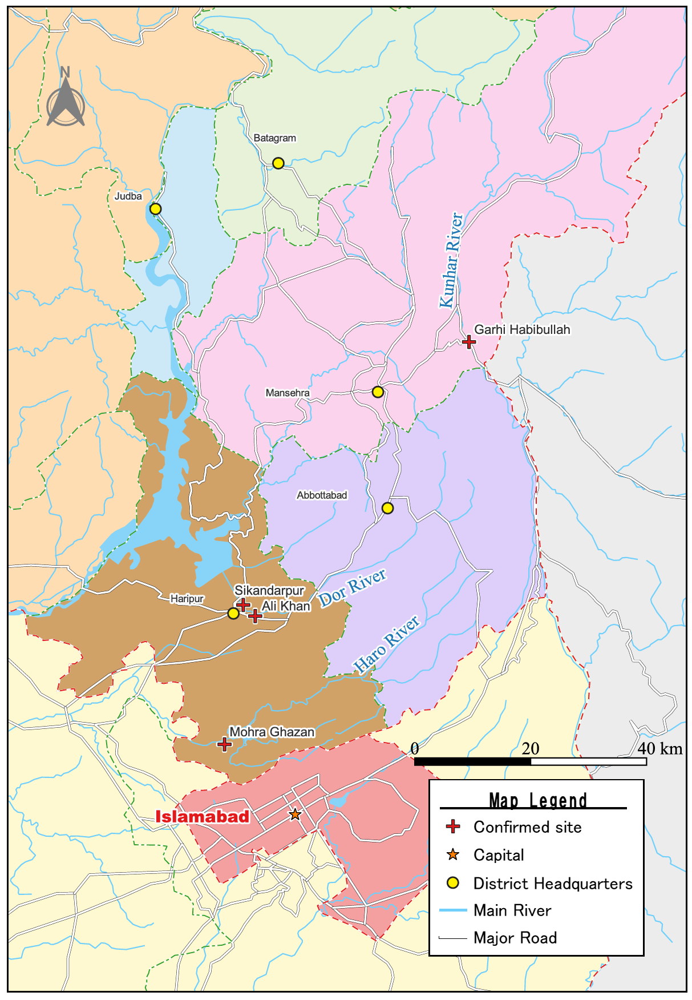 N
Batagram
Judba
Kunhar River
Garhi Habibullah
Mansehra
Abbottabad
Dor River
Sikandarpur
Haripur
Ali Khan
Haro River
Mohra Ghazan
0 20 40 km
Islamabad
Map Legend
Confirmed site
Capital
District Headquarters
Main River
Major Road